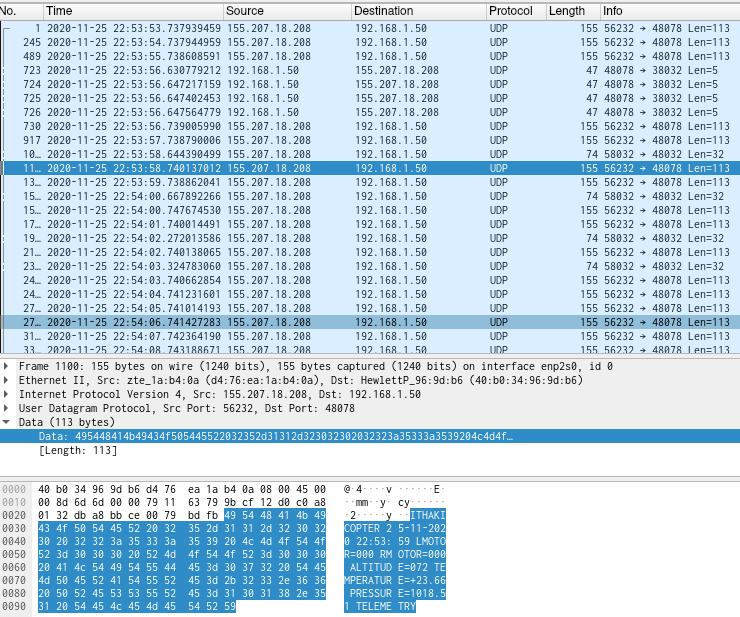 No. Time Source Destination Protocol Length Info
1 2020-11-25 22:53:53.737939459 155.207.18.208 192.168.1.50 UDP 155 56232 → 48078 Len=113
245 2020-11-25 22:53:54.737944959 155.207.18.208 192.168.1.50 UDP 155 56232 → 48078 Len=113
489 2020-11-25 22:53:55.738608591 155.207.18.208 192.168.1.50 UDP 155 56232 → 48078 Len=113
723 2020-11-25 22:53:56.630779212 192.168.1.50 155.207.18.208 UDP 47 48078 → 38032 Len=5
724 2020-11-25 22:53:56.647217159 192.168.1.50 155.207.18.208 UDP 47 48078 → 38032 Len=5
725 2020-11-25 22:53:56.647402453 192.168.1.50 155.207.18.208 UDP 47 48078 → 38032 Len=5
726 2020-11-25 22:53:56.647564779 192.168.1.50 155.207.18.208 UDP 47 48078 → 38032 Len=5
730 2020-11-25 22:53:56.739005990 155.207.18.208 192.168.1.50 UDP 155 56232 → 48078 Len=113
917 2020-11-25 22:53:57.738790006 155.207.18.208 192.168.1.50 UDP 155 56232 → 48078 Len=113
10… 2020-11-25 22:53:58.644390499 155.207.18.208 192.168.1.50 UDP 74 58032 → 48078 Len=32
11… 2020-11-25 22:53:58.740137012 155.207.18.208 192.168.1.50 UDP 155 56232 → 48078 Len=113
13… 2020-11-25 22:53:59.738862041 155.207.18.208 192.168.1.50 UDP 155 56232 → 48078 Len=113
15… 2020-11-25 22:54:00.667892266 155.207.18.208 192.168.1.50 UDP 74 58032 → 48078 Len=32
15… 2020-11-25 22:54:00.747674530 155.207.18.208 192.168.1.50 UDP 155 56232 → 48078 Len=113
17… 2020-11-25 22:54:01.740014491 155.207.18.208 192.168.1.50 UDP 155 56232 → 48078 Len=113
19… 2020-11-25 22:54:02.272013586 155.207.18.208 192.168.1.50 UDP 74 58032 → 48078 Len=32
21… 2020-11-25 22:54:02.740138065 155.207.18.208 192.168.1.50 UDP 155 56232 → 48078 Len=113
23… 2020-11-25 22:54:03.324783060 155.207.18.208 192.168.1.50 UDP 74 58032 → 48078 Len=32
24… 2020-11-25 22:54:03.740662854 155.207.18.208 192.168.1.50 UDP 155 56232 → 48078 Len=113
24… 2020-11-25 22:54:04.741231601 155.207.18.208 192.168.1.50 UDP 155 56232 → 48078 Len=113
27… 2020-11-25 22:54:05.741014193 155.207.18.208 192.168.1.50 UDP 155 56232 → 48078 Len=113
27… 2020-11-25 22:54:06.741427283 155.207.18.208 192.168.1.50 UDP 155 56232 → 48078 Len=113
31… 2020-11-25 22:54:07.742364190 155.207.18.208 192.168.1.50 UDP 155 56232 → 48078 Len=113
33… 2020-11-25 22:54:08.743188671 155.207.18.208 192.168.1.50 UDP 155 56232 → 48078 Len=113
Frame 1100: 155 bytes on wire (1240 bits), 155 bytes captured (1240 bits) on interface enp2s0, id 0
Ethernet II, Src: zte_1a:b4:0a (d4:76:ea:1a:b4:0a), Dst: HewlettP_96:9d:b6 (40:b0:34:96:9d:b6)
Internet Protocol Version 4, Src: 155.207.18.208, Dst: 192.168.1.50
User Datagram Protocol, Src Port: 56232, Dst Port: 48078
Data (113 bytes)
Data: 495448414b49434f505445522032352d31312d323032302032323a35333a3539204c4d4f…
[Length: 113]
0000 40 b0 34 96 9d b6 d4 76 ea 1a b4 0a 08 00 45 00 @·4····v ······E·
0010 00 8d 6d 6d 00 00 79 11 63 79 9b cf 12 d0 c0 a8 ··mm··y· cy······
0020 01 32 db a8 bb ce 00 79 bd fb 49 54 48 41 4b 49 ·2·····y ··ITHAKI
0030 43 4f 50 54 45 52 20 32 35 2d 31 31 2d 32 30 32 COPTER 2 5-11-202
0040 30 20 32 32 3a 35 33 3a 35 39 20 4c 4d 4f 54 4f 0 22:53: 59 LMOTO
0050 52 3d 30 30 30 20 52 4d 4f 54 4f 52 3d 30 30 30 R=000 RM OTOR=000
0060 20 41 4c 54 49 54 55 44 45 3d 30 37 32 20 54 45 ALTITUD E=072 TE
0070 4d 50 45 52 41 54 55 52 45 3d 2b 32 33 2e 36 36 MPERATUR E=+23.66
0080 20 50 52 45 53 53 55 52 45 3d 31 30 31 38 2e 35 PRESSUR E=1018.5
0090 31 20 54 45 4c 45 4d 45 54 52 59 1 TELEME TRY